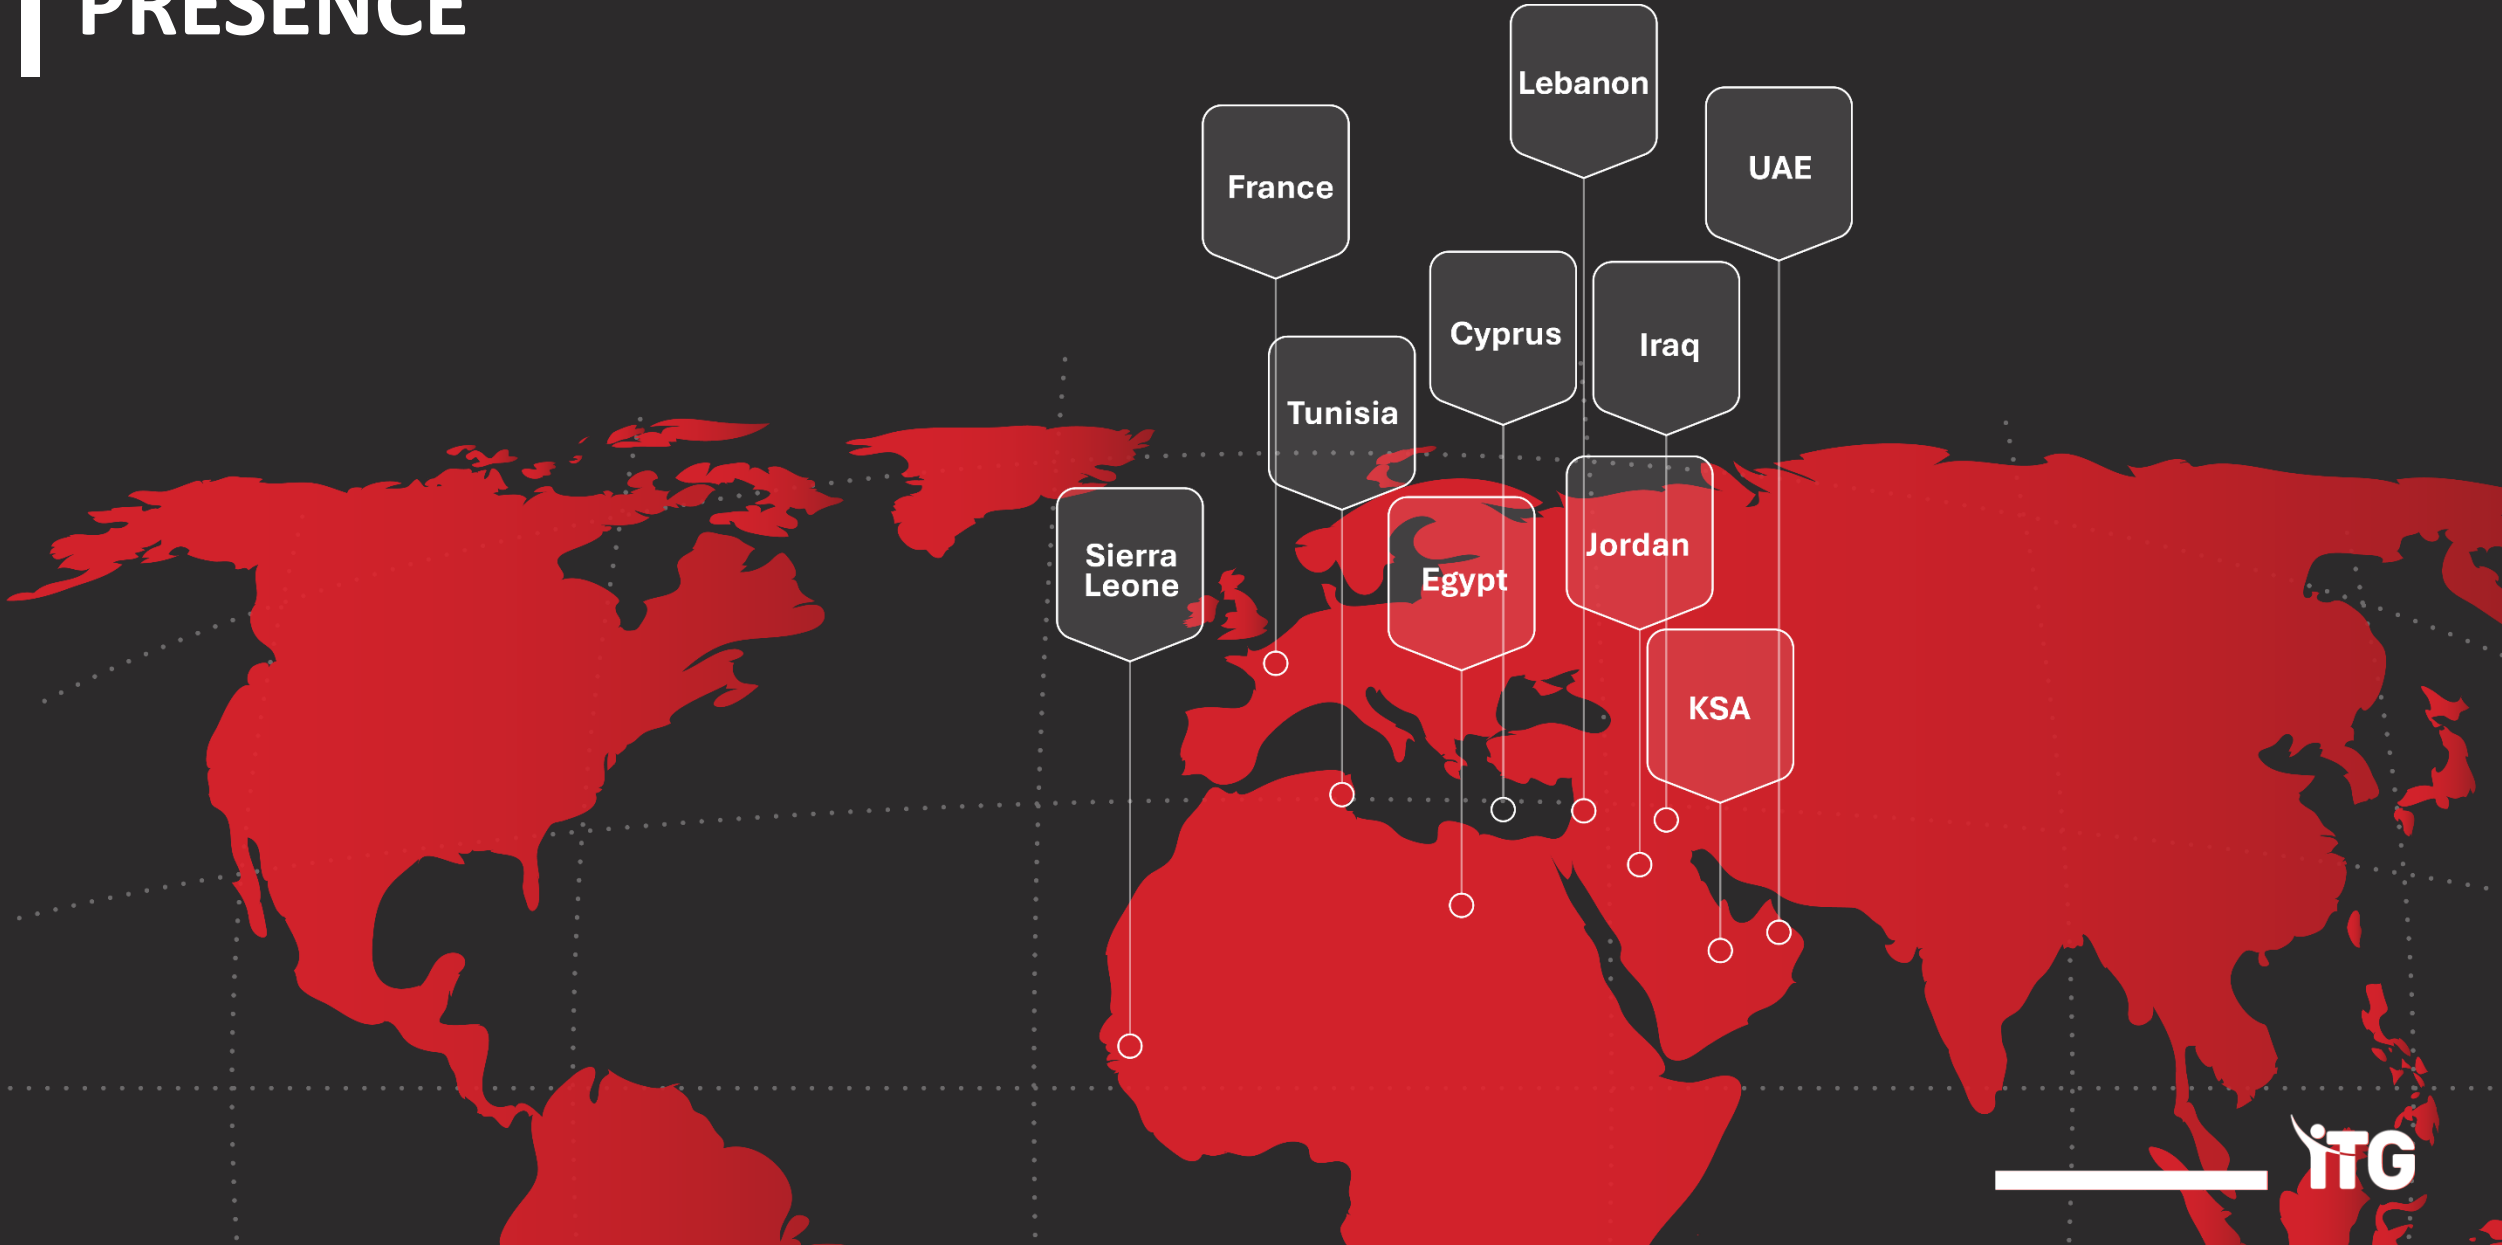 PRESENCE
Lebanon
UAE
France
Cyprus
Iraq
Tunisia
Jordan
Sierra
Leone
Egypt
KSA
iTG